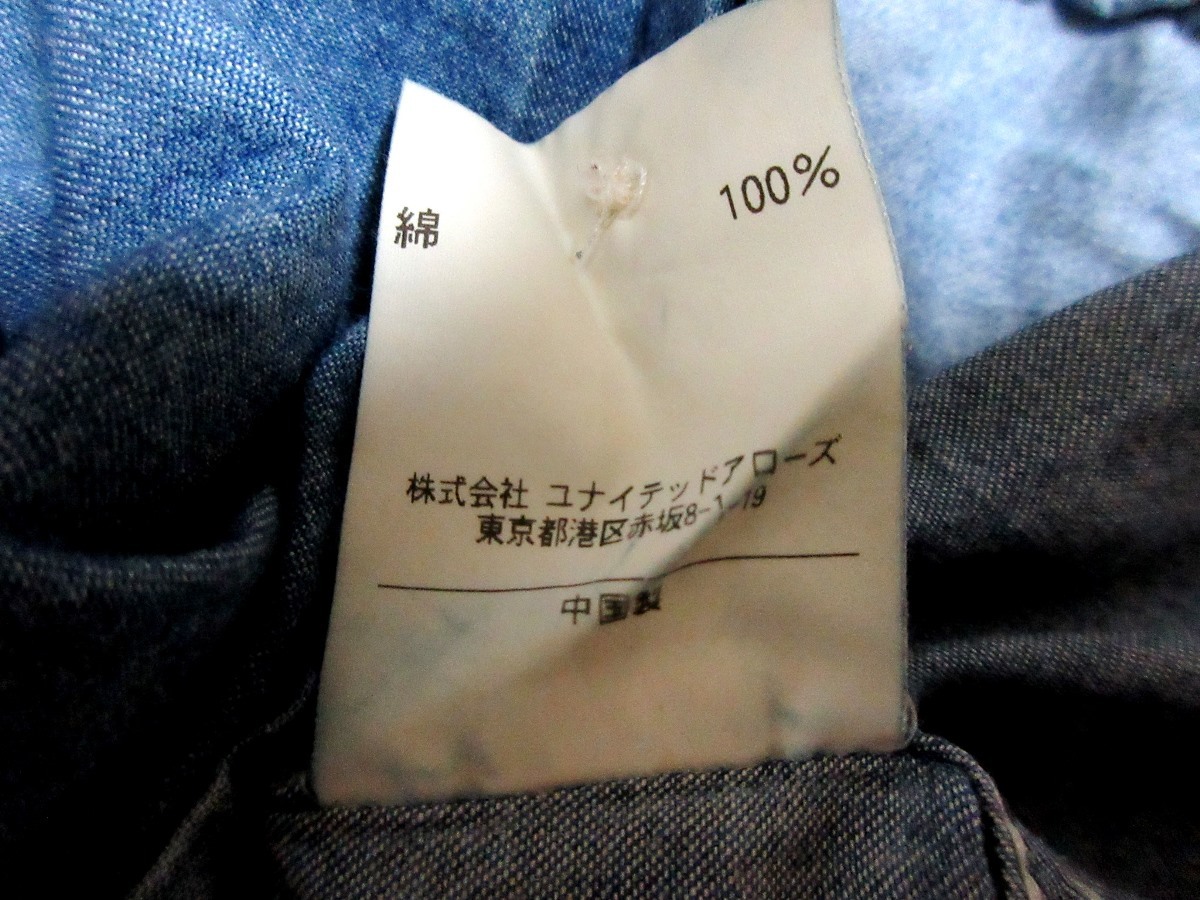 綿 100%
株式会社 ユナイテッドアローズ
東京都港区赤坂8-1-19
中国製